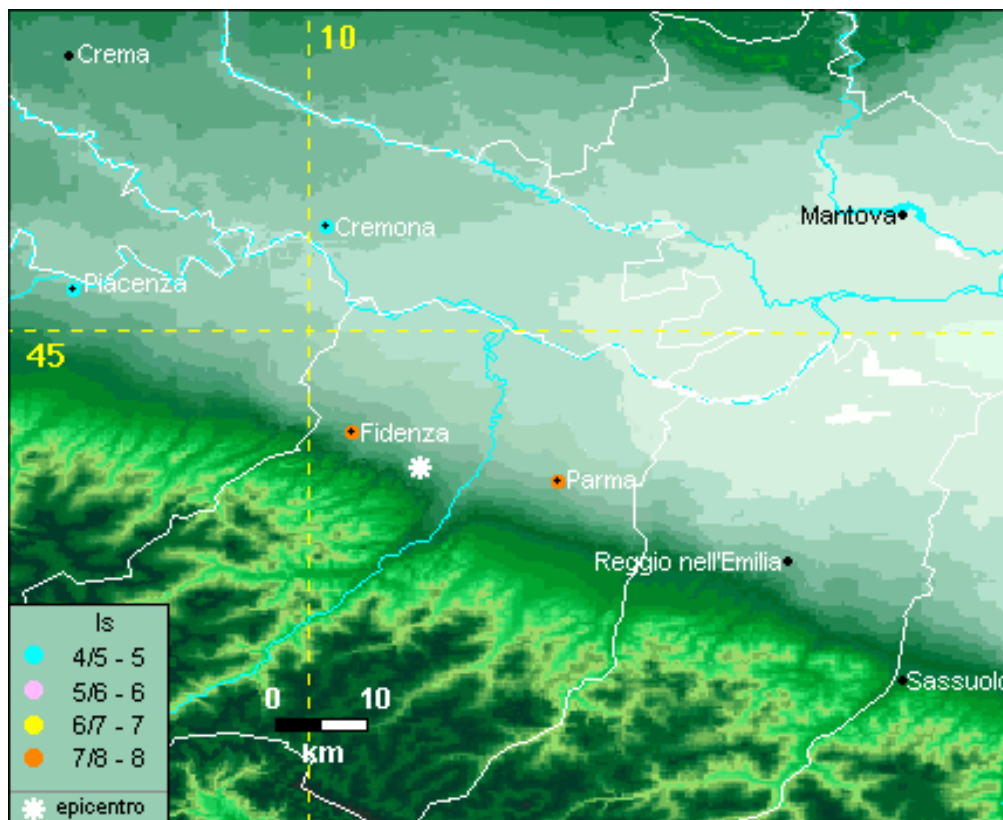 10
Crema
Cremona
Mantova
Piacenza
45
Fidenza
Parma
Reggio nell'Emilia
Sassuolo
Is
4/5 - 5
5/6 - 6
6/7 - 7
7/8 - 8
epicentro
0 10
km